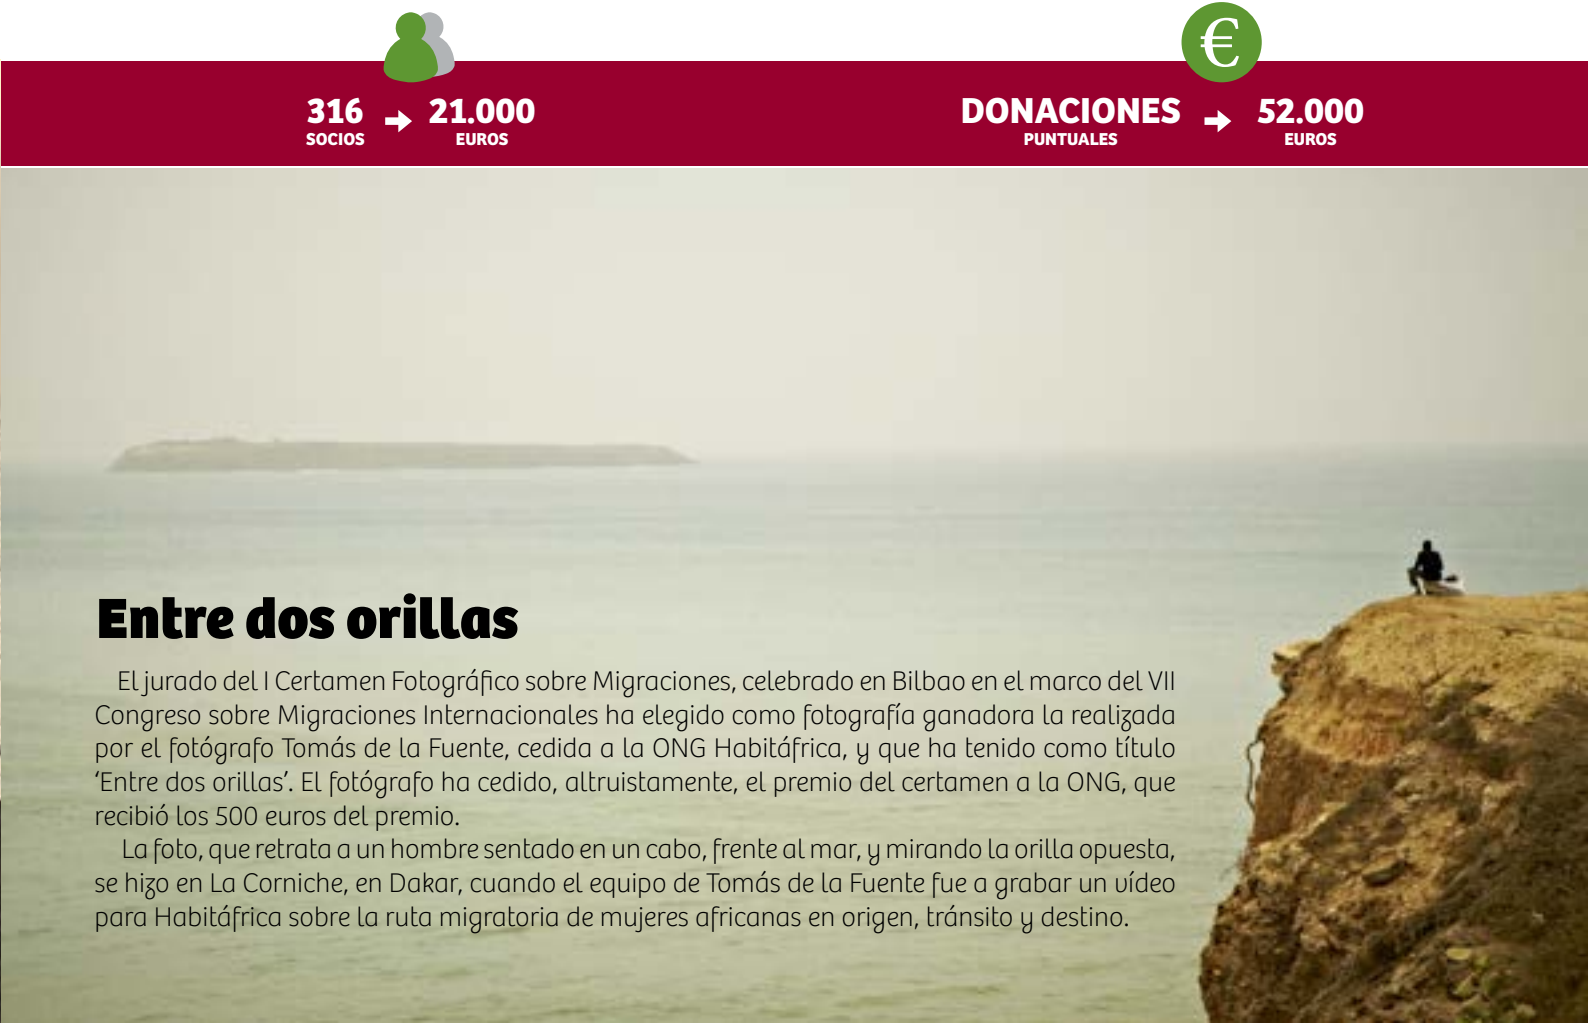 €
316 → 21.000
SOCIOS EUROS
DONACIONES → 52.000
PUNTUALES EUROS
Entre dos orillas
El jurado del I Certamen Fotográfico sobre Migraciones, celebrado en Bilbao en el marco del VII
Congreso sobre Migraciones Internacionales ha elegido como fotografía ganadora la realizada
por el fotógrafo Tomás de la Fuente, cedida a la ONG Habitáfrica, y que ha tenido como título
‘Entre dos orillas’. El fotógrafo ha cedido, altruistamente, el premio del certamen a la ONG, que
recibió los 500 euros del premio.
La foto, que retrata a un hombre sentado en un cabo, frente al mar, y mirando la orilla opuesta,
se hizo en La Corniche, en Dakar, cuando el equipo de Tomás de la Fuente fue a grabar un vídeo
para Habitáfrica sobre la ruta migratoria de mujeres africanas en origen, tránsito y destino.